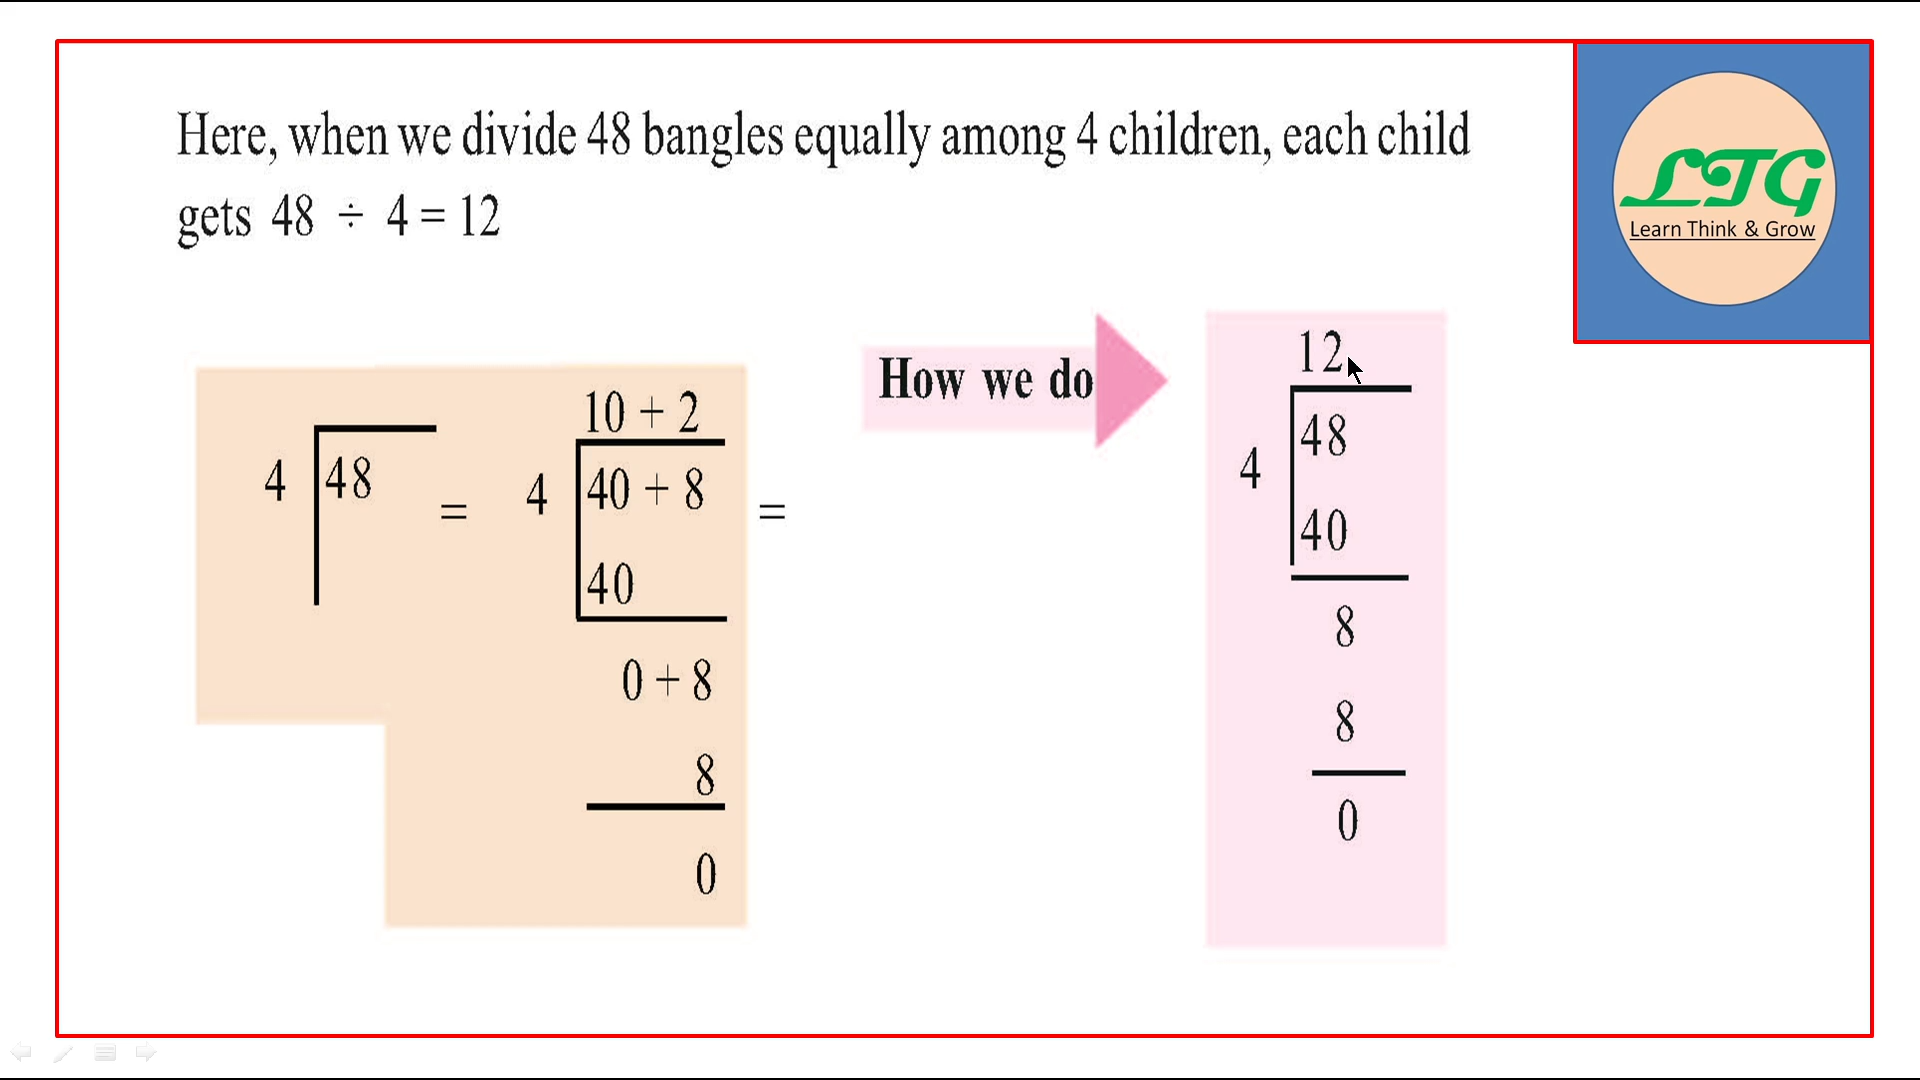 Here, when we divide 48 bangles equally among 4 children, each child
gets 48 ÷ 4 = 12
LTG
Learn Think & Grow
4 48
=
10 + 2
4 40 + 8
40
0 + 8
8
0
=
How we do
12
4 48
40
8
8
0